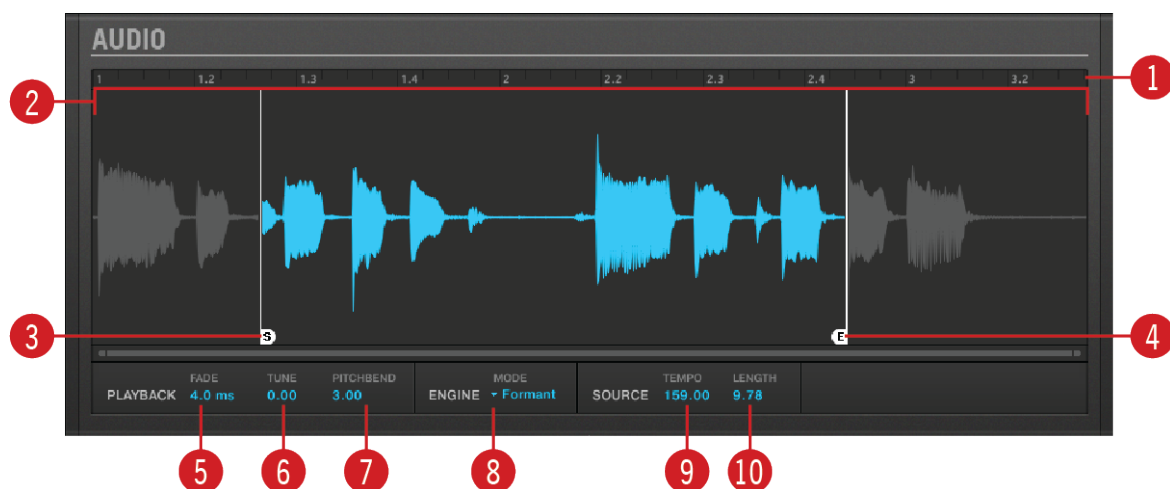 AUDIO
1 1.2 1.3 1.4 2 2.2 2.3 2.4 3 3.2
1
2
3
S
E
4
FADE TUNE PITCHBEND MODE TEMPO LENGTH
PLAYBACK 4.0 ms 0.00 3.00 ENGINE Formant SOURCE 159.00 9.78
5 6 7 8 9 10